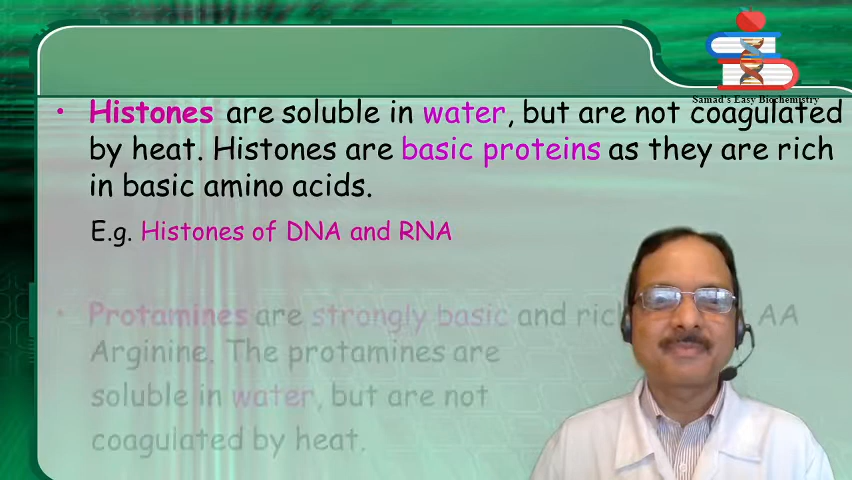 Samad's Easy Biochemistry
• Histones are soluble in water, but are not coagulated
by heat. Histones are basic proteins as they are rich
in basic amino acids.
E.g. Histones of DNA and RNA
• Protamines are strongly basic and rich AA
Arginine. The protamines are
soluble in water, but are not
coagulated by heat.